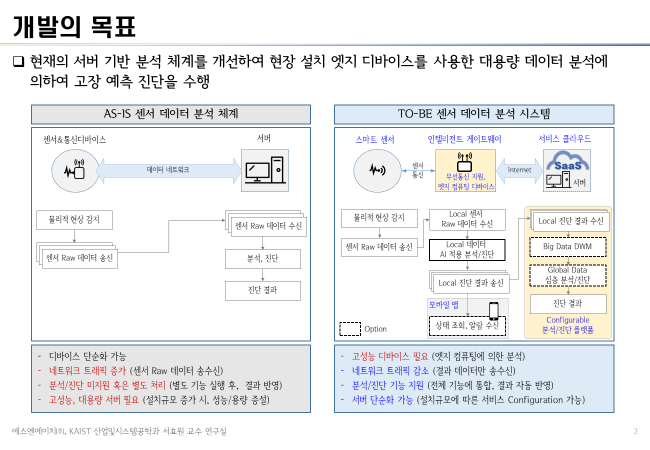 개발의 목표
❑ 현재의 서버 기반 분석 체계를 개선하여 현장 설치 엣지 디바이스를 사용한 대용량 데이터 분석에
의하여 고장 예측 진단을 수행
AS-IS 센서 데이터 분석 체계
센서&통신디바이스
서버
데이터 네트워크
물리적 현상 감지
센서 Raw 데이터 송신
센서 Raw 데이터 수신
분석, 진단
진단 결과
- 디바이스 단순화 가능
- 네트워크 트래픽 증가 (센서 Raw 데이터 송수신)
- 분석/진단 미지원 혹은 별도 처리 (별도 기능 실행 후, 결과 반영)
- 고성능, 대용량 서버 필요 (설치규모 증가 시, 성능/용량 증설)
TO-BE 센서 데이터 분석 시스템
스마트 센서
인텔리전트 게이트웨이
서비스 클라우드
센서
통신
무선통신 지원,
엣지 컴퓨팅 디바이스
Internet
SaaS
서버
물리적 현상 감지
센서 Raw 데이터 송신
Local 센서
Raw 데이터 수신
Local 데이터
AI 적용 분석/진단
Local 진단 결과 송신
모바일 앱
상태 조회, 알람 수신
Option
Local 진단 결과 수신
Big Data DWM
Global Data
심층 분석/진단
진단 결과
Configurable
분석/진단 플랫폼
- 고성능 디바이스 필요 (엣지 컴퓨팅에 의한 분석)
- 네트워크 트래픽 감소 (결과 데이터만 송수신)
- 분석/진단 기능 지원 (전체 기능에 통합, 결과 자동 반영)
- 서버 단순화 가능 (설치규모에 따른 서비스 Configuration 가능)
에스엔에이치㈜, KAIST 산업및시스템공학과 서효원 교수 연구실
2